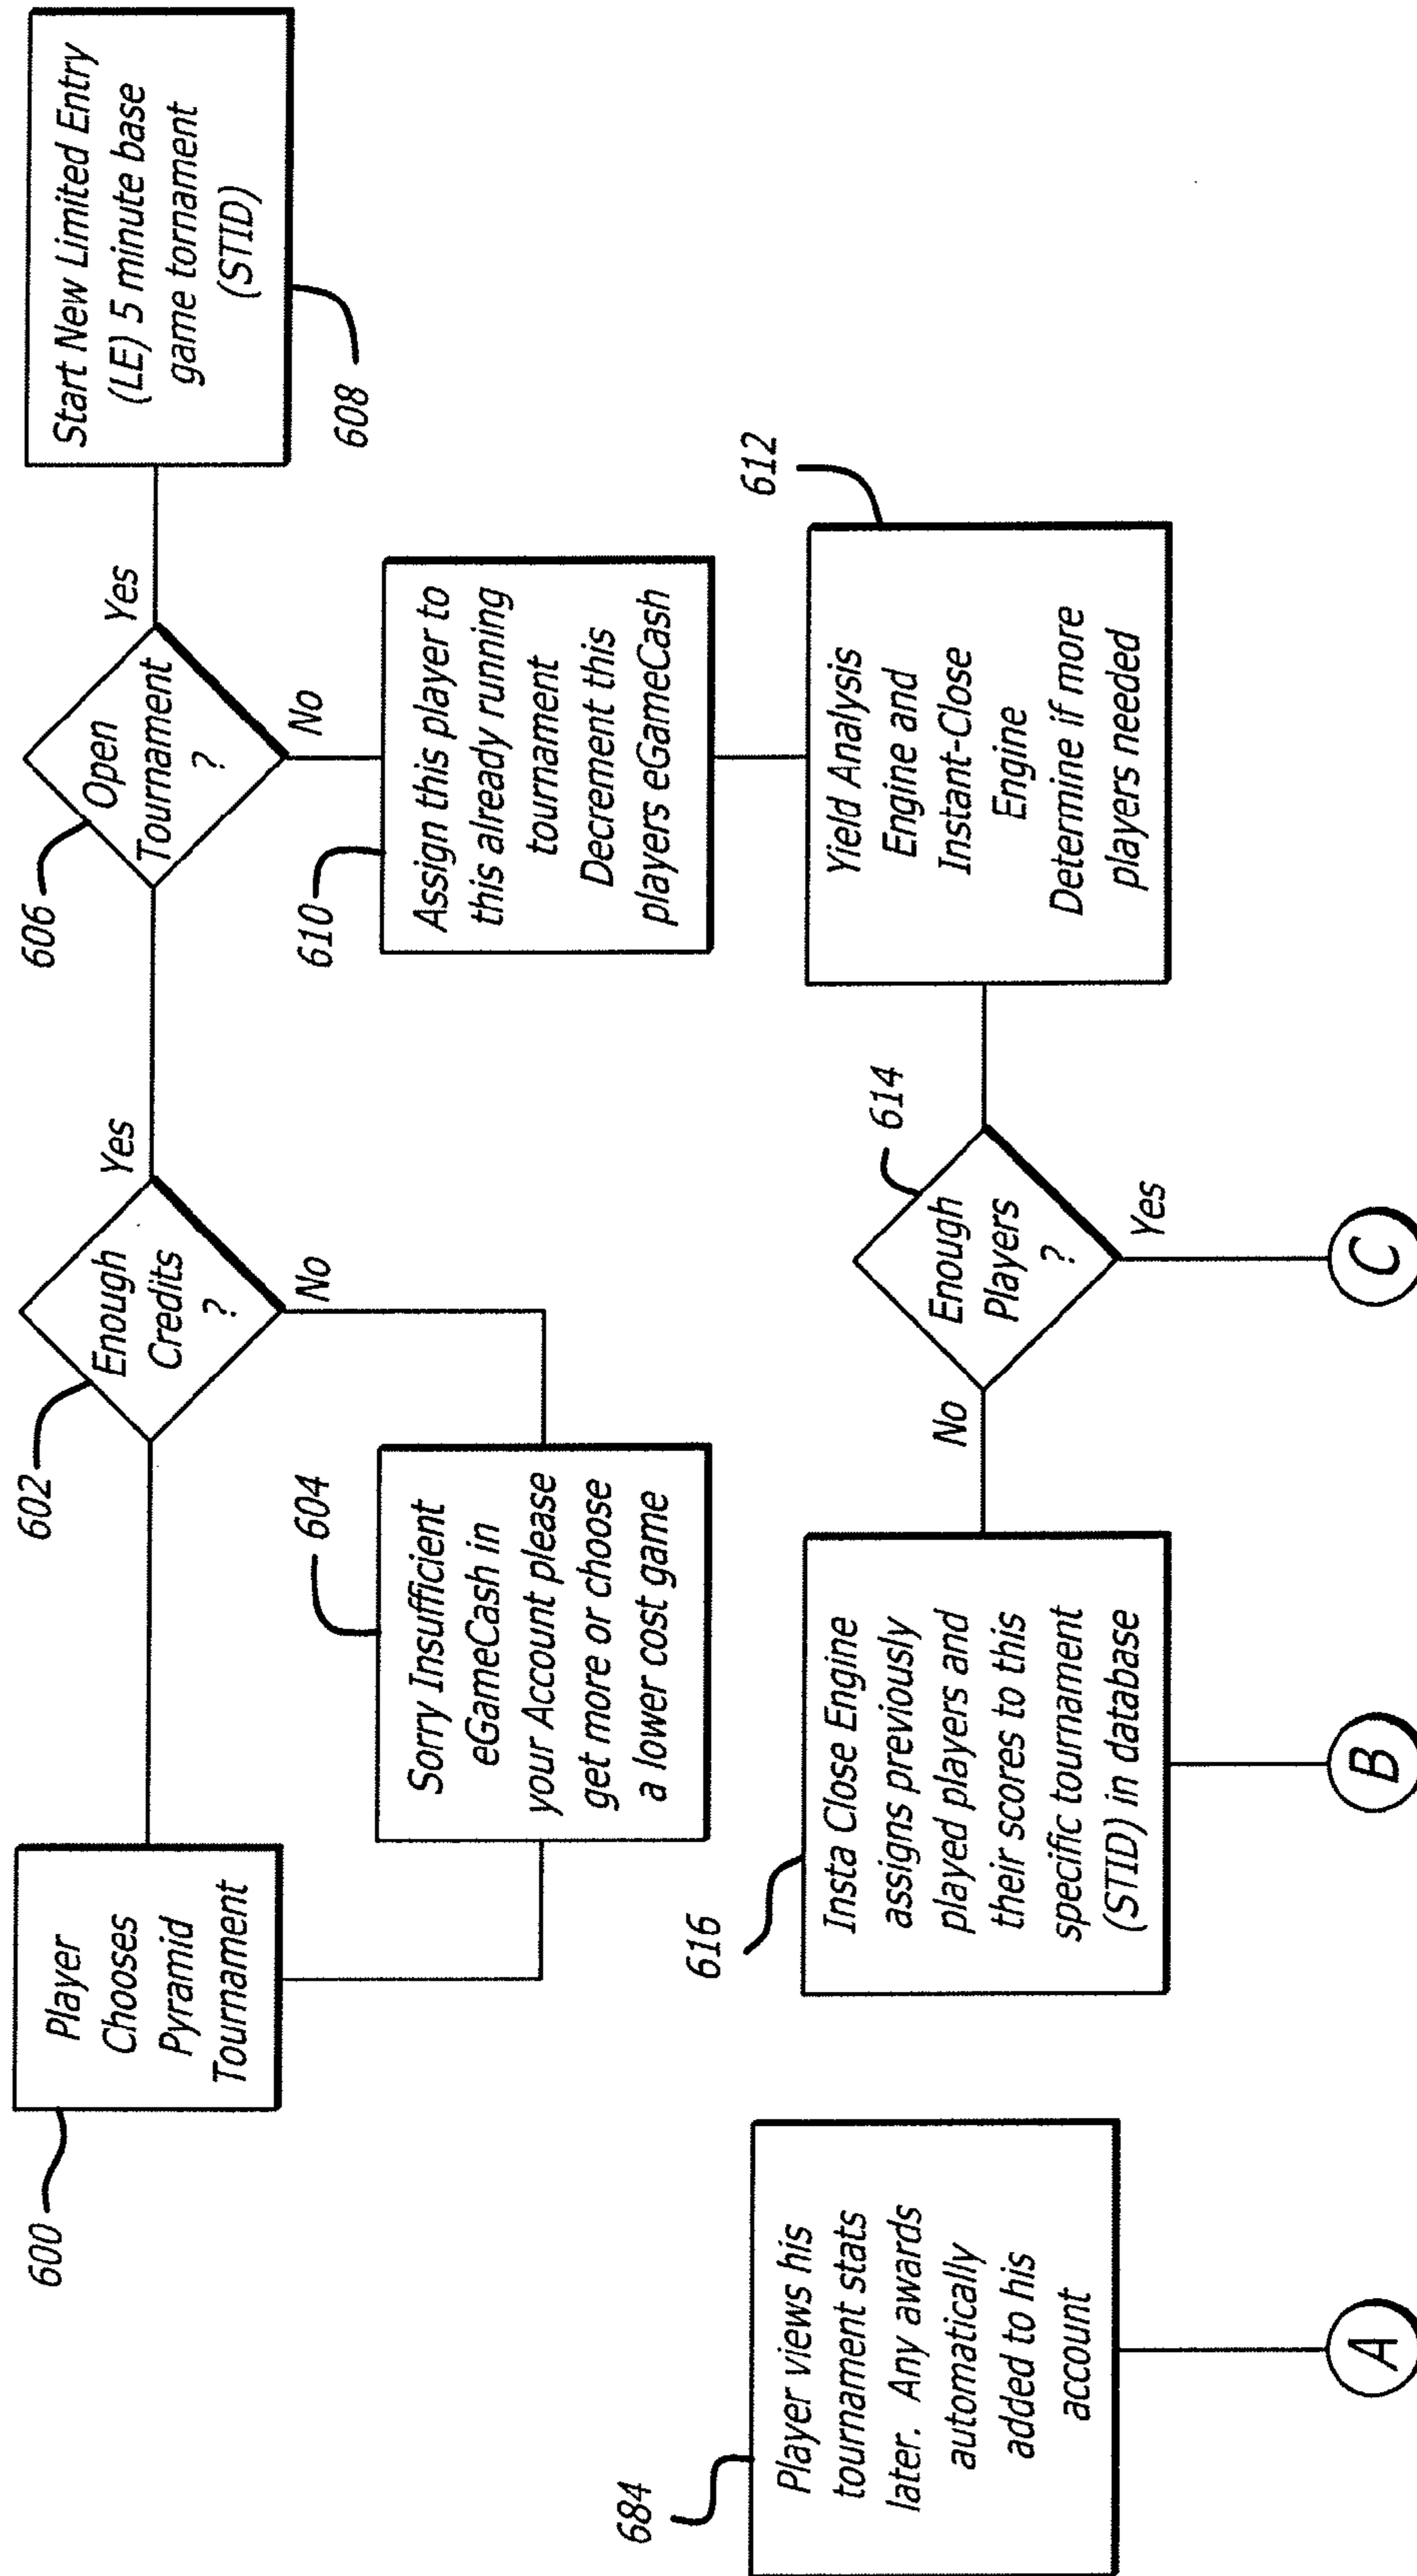 600
Player
Chooses
Pyramid
Tournament
602
Enough
Credits
?
Yes
No
604
Sorry Insufficient
eGameCash in
your Account please
get more or choose
a lower cost game
606
Open
Tournament
?
Yes
No
Start New Limited Entry
(LE) 5 minute base
game tornament
(STID)
608
610
Assign this player to
this already running
tournament
Decrement this
players eGameCash
612
Yield Analysis
Engine and
Instant-Close
Engine
Determine if more
players needed
614
Enough
Players
?
No
Yes
616
Insta Close Engine
assigns previously
played players and
their scores to this
specific tournament
(STID) in database
684
Player views his
tournament stats
later. Any awards
automatically
added to his
account
A
B
C